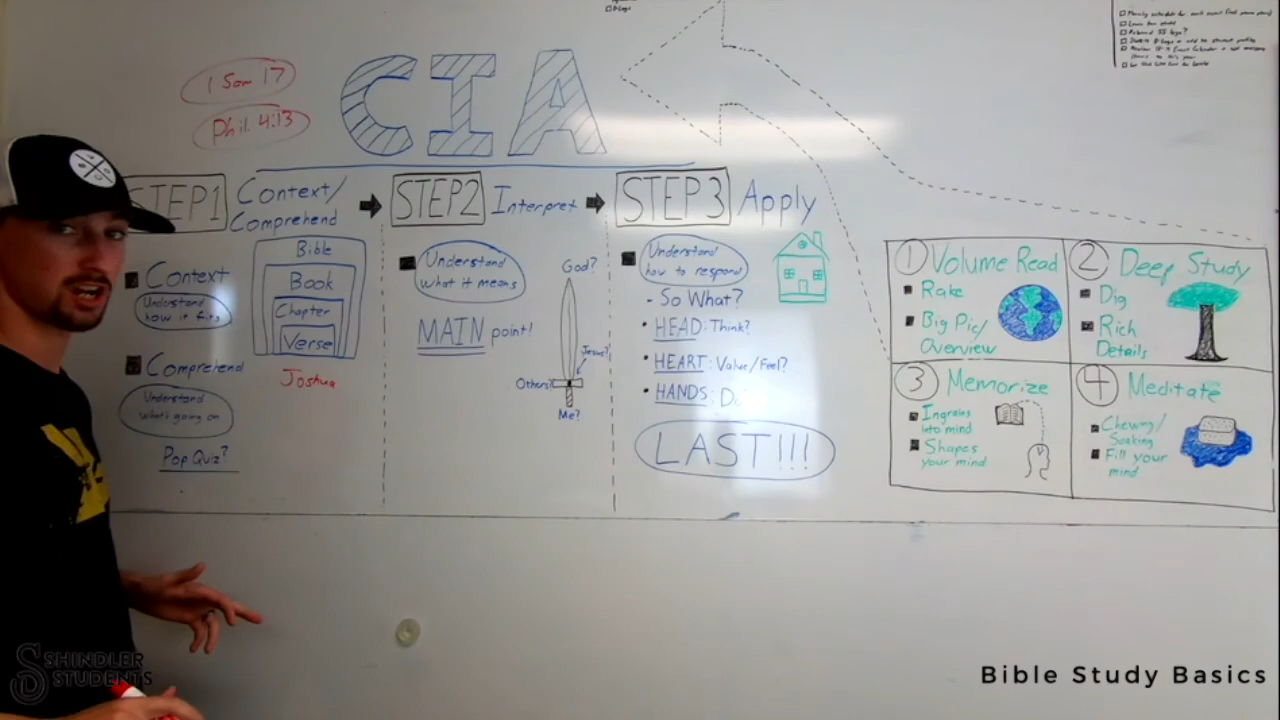 1 Sam 17
Phil. 4:13
CIA
STEP1 Context/
Comprehend
Context
Understand
how it fits
Comprehend
Understand
what's going on
Pop Quiz?
Bible
Book
Chapter
Verse
Joshua
STEP2 Interpret
Understand
what it means
MAIN point!
God?
Jesus?
Others?
Me?
STEP 3 Apply
Understand
how to respond
- So What?
HEAD: Think?
HEART: Value/Feel?
HANDS: D
LAST!!!
1 Volume Read
Rake
Big Pic/
Overview
2 Deep Study
Dig
Rich
Details
3 Memorize
Ingrains
into mind
Shapes
your mind
4 Meditate
Chewing/
Soaking
Fill your
mind
SHINDLER
STUDENTS
Bible Study Basics